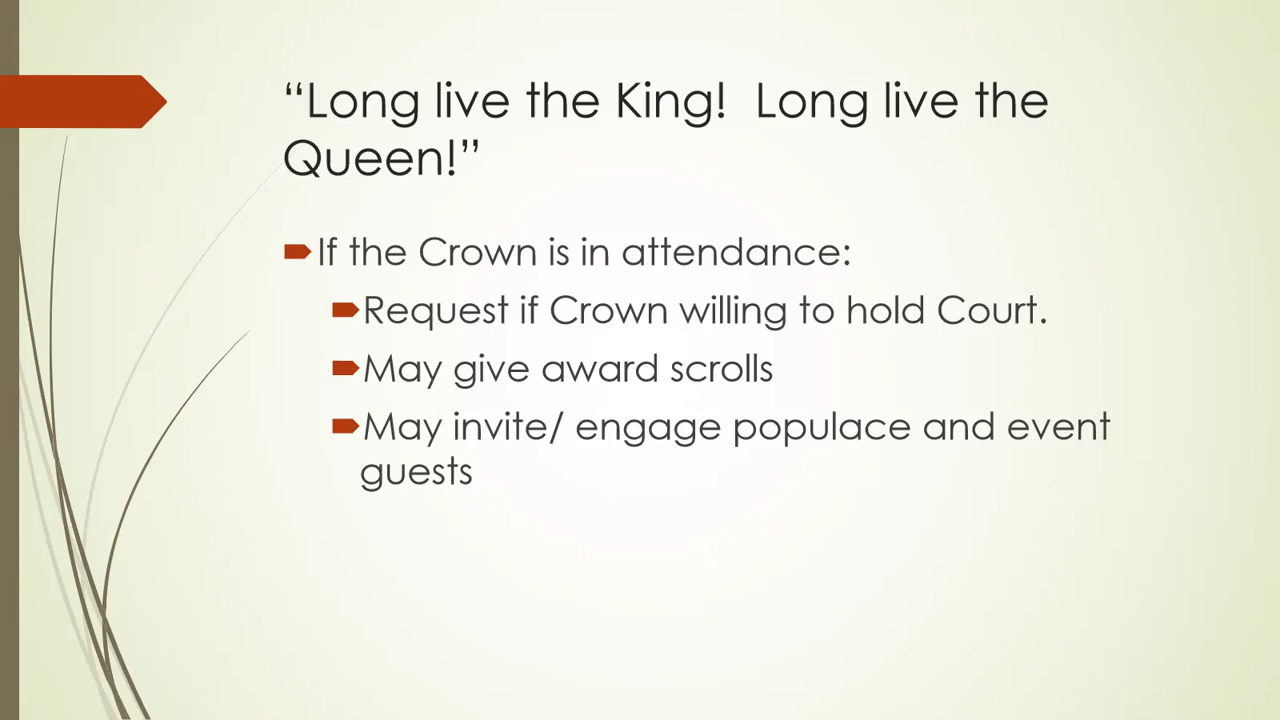 “Long live the King!  Long live the
Queen!”
If the Crown is in attendance:
Request if Crown willing to hold Court.
May give award scrolls
May invite/ engage populace and event
guests